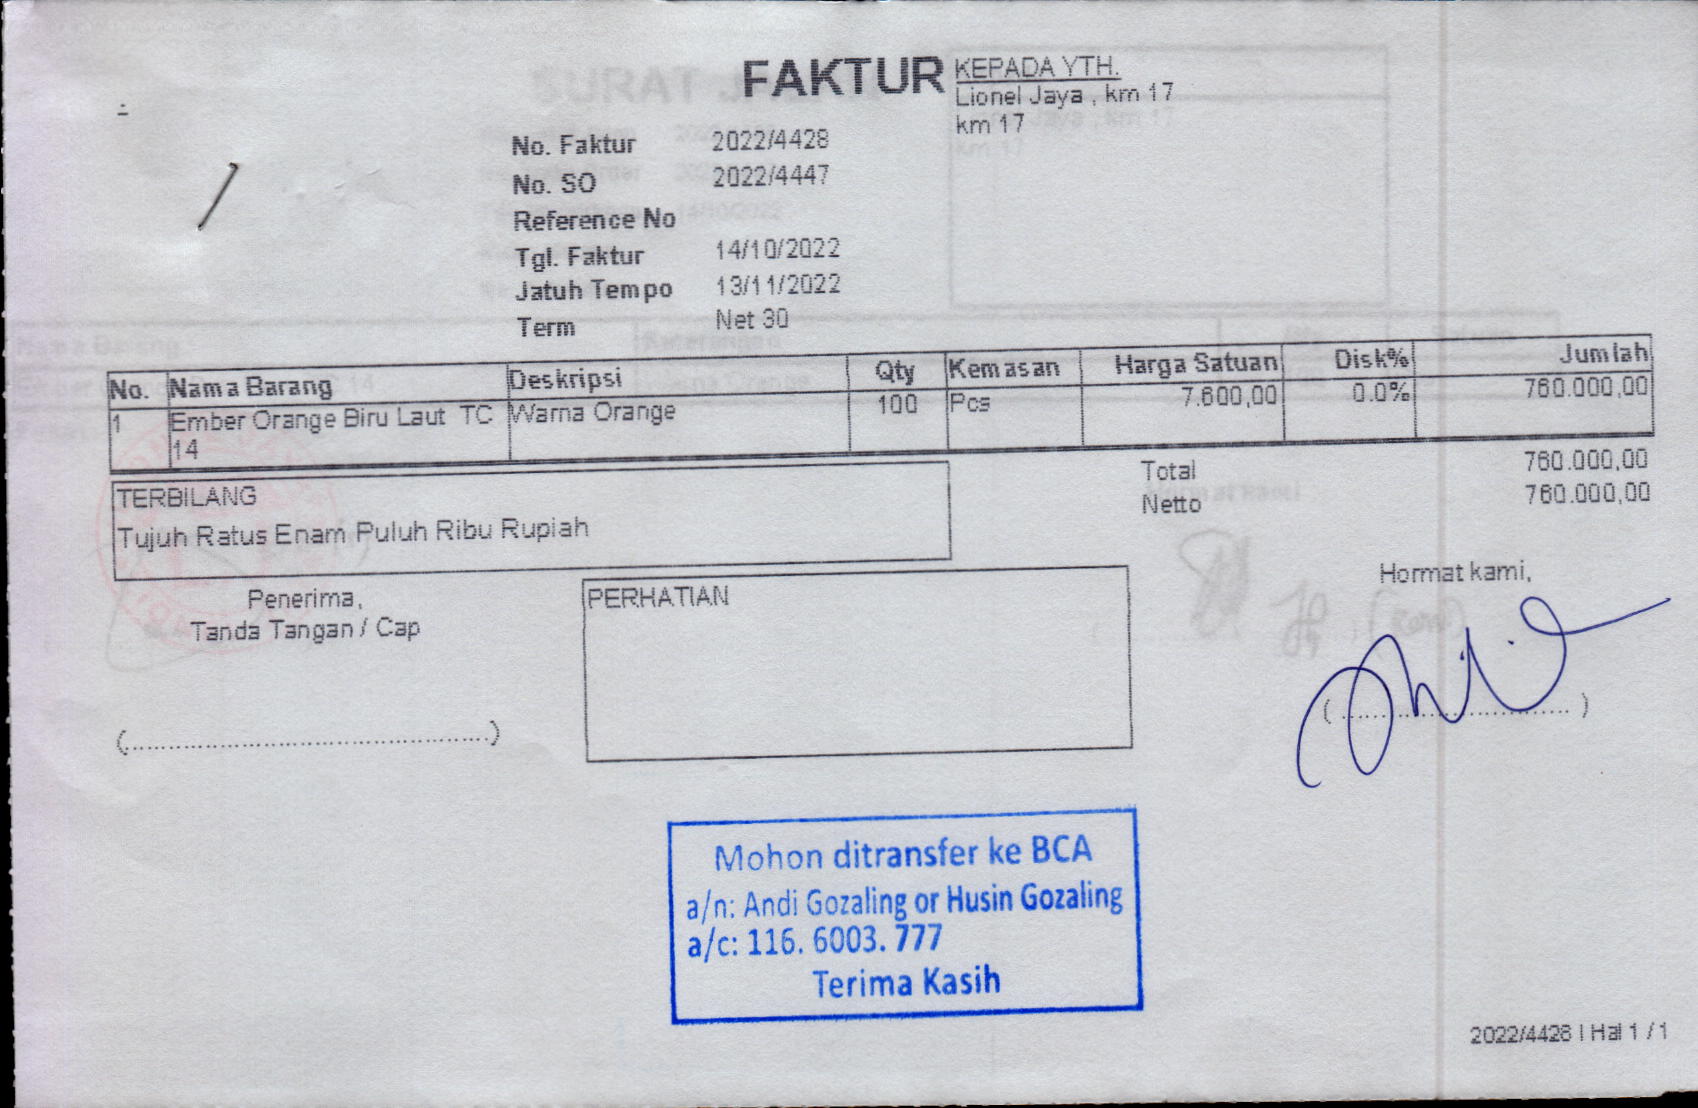 FAKTUR
KEPADA YTH.
Lionel Jaya , km 17
km 17
No. Faktur 2022/4428
No. SO 2022/4447
Reference No
Tgl. Faktur 14/10/2022
Jatuh Tempo 13/11/2022
Term Net 30
No. Nama Barang Deskripsi Qty Kemasan Harga Satuan Disk% Jumlah
1 Ember Orange Biru Laut TC Warna Orange 100 Pcs 7.600,00 0.0% 760.000,00
14
Total 760.000,00
Netto 760.000,00
TERBILANG
Tujuh Ratus Enam Puluh Ribu Rupiah
Penerima,
Tanda Tangan / Cap
(................................................)
PERHATIAN
Hormat kami,
(................................)
Mohon ditransfer ke BCA
a/n: Andi Gozaling or Husin Gozaling
a/c: 116. 6003. 777
Terima Kasih
2022/4428 | Hal 1 / 1